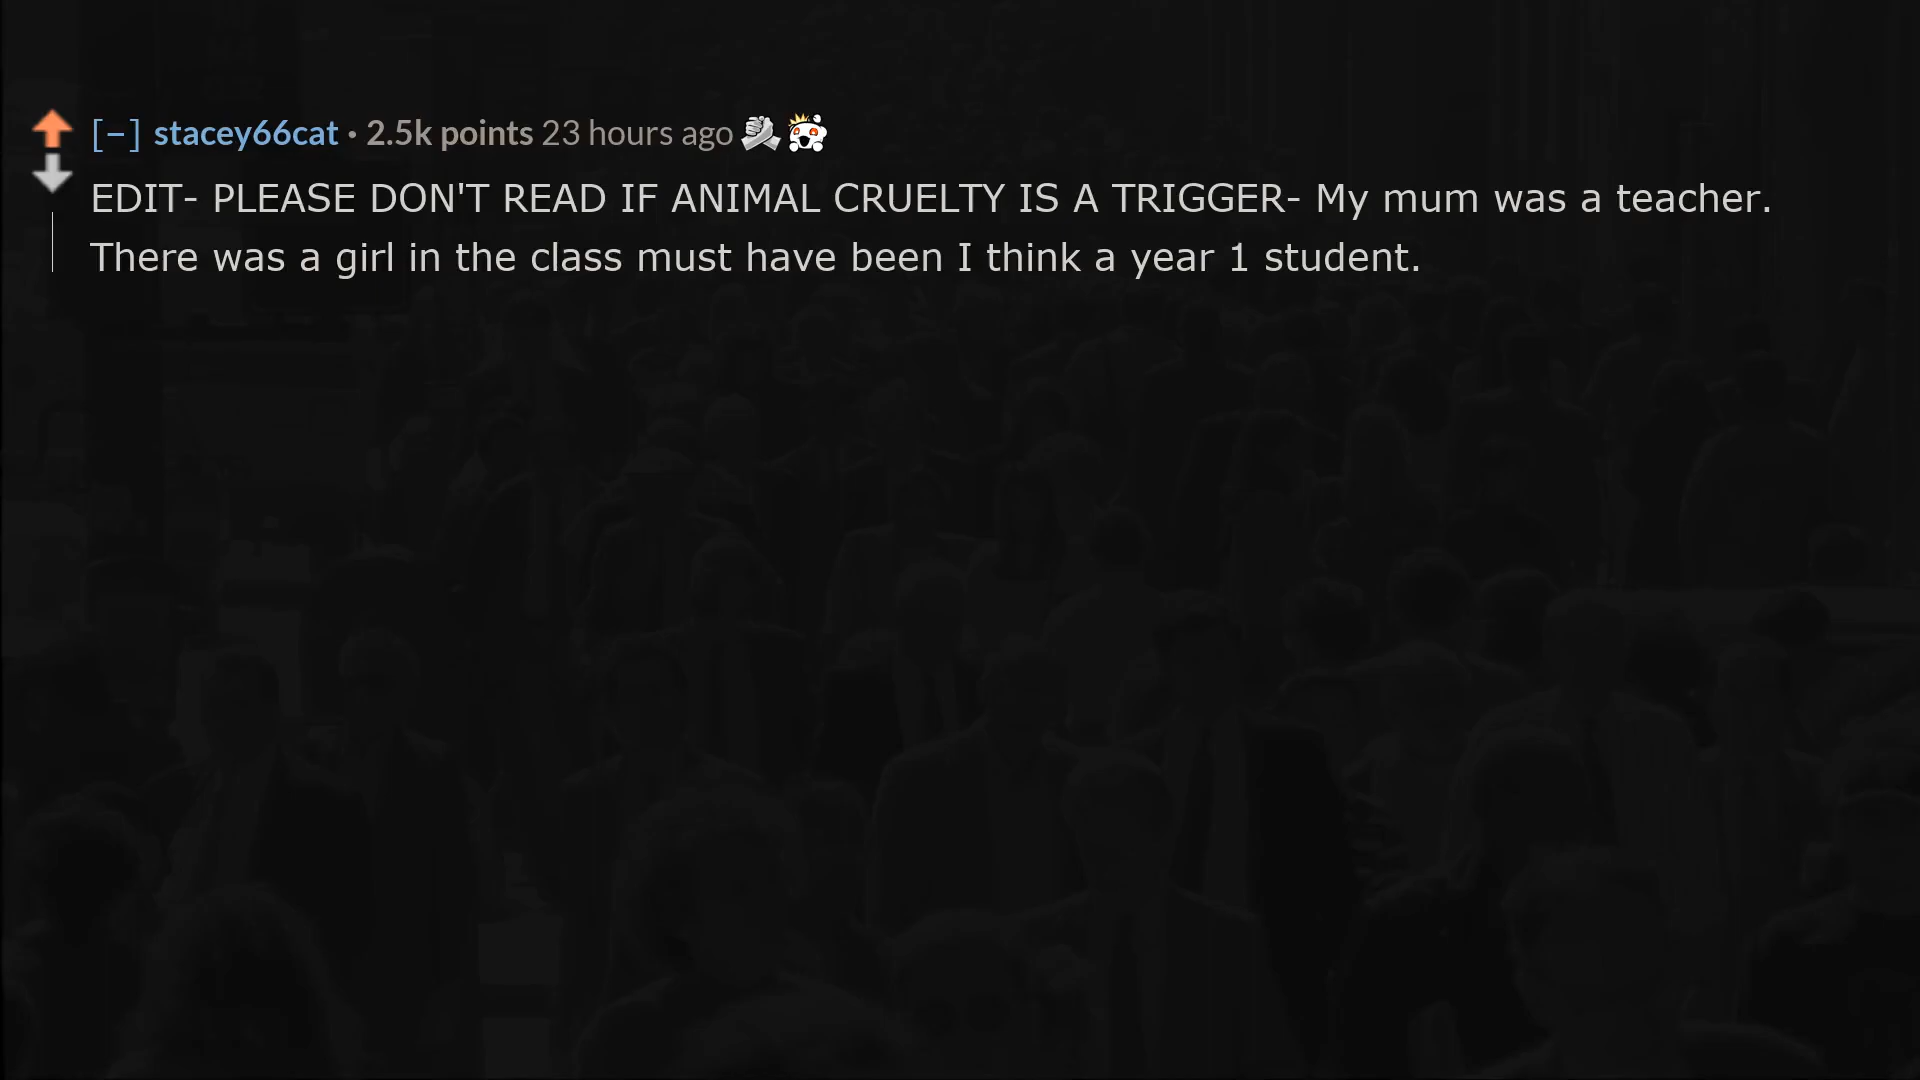 [−] stacey66cat • 2.5k points 23 hours ago
EDIT- PLEASE DON'T READ IF ANIMAL CRUELTY IS A TRIGGER- My mum was a teacher.
There was a girl in the class must have been I think a year 1 student.